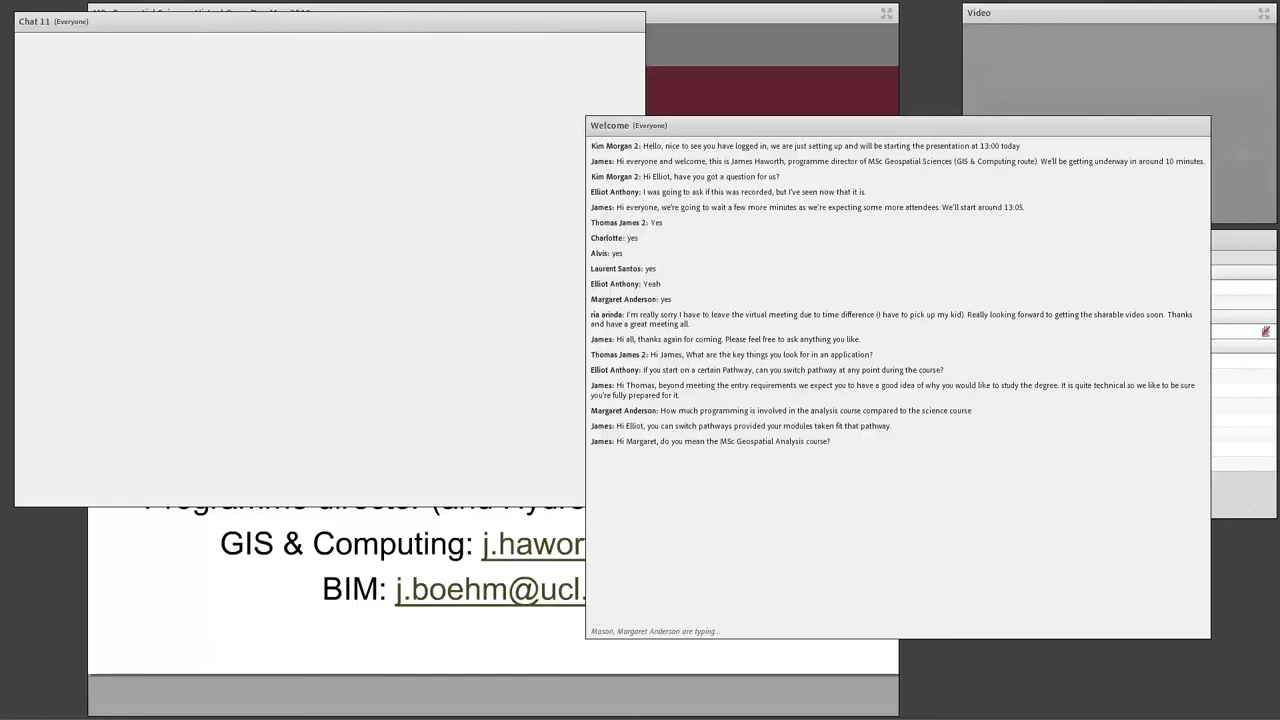 Chat 11 (Everyone)
Video
Welcome (Everyone)
Kim Morgan 2: Hello, nice to see you have logged in, we are just setting up and will be starting the presentation at 13:00 today
James: Hi everyone and welcome, this is James Haworth, programme director of MSc Geospatial Sciences (GIS & Computing route). We'll be getting underway in around 10 minutes.
Kim Morgan 2: Hi Elliot, have you got a question for us?
Elliot Anthony: I was going to ask if this was recorded, but I've seen now that it is.
James: Hi everyone, we're going to wait a few more minutes as we're expecting some more attendees. We'll start around 13:05.
Thomas James 2: Yes
Charlotte: yes
Alvis: yes
Laurent Santos: yes
Elliot Anthony: Yeah
Margaret Anderson: yes
ria arinda: I'm really sorry I have to leave the virtual meeting due to time difference (I have to pick up my kid). Really looking forward to getting the sharable video soon. Thanks
and have a great meeting all.
James: Hi all, thanks again for coming. Please feel free to ask anything you like.
Thomas James 2: Hi James, What are the key things you look for in an application?
Elliot Anthony: If you start on a certain Pathway, can you switch pathway at any point during the course?
James: Hi Thomas, beyond meeting the entry requirements we expect you to have a good idea of why you would like to study the degree. It is quite technical so we like to be sure
you're fully prepared for it.
Margaret Anderson: How much programming is involved in the analysis course compared to the science course
James: Hi Elliot, you can switch pathways provided your modules taken fit that pathway.
James: Hi Margaret, do you mean the MSc Geospatial Analysis course?
Mason, Margaret Anderson are typing...
GIS & Computing: j.hawor
BIM: j.boehm@ucl.